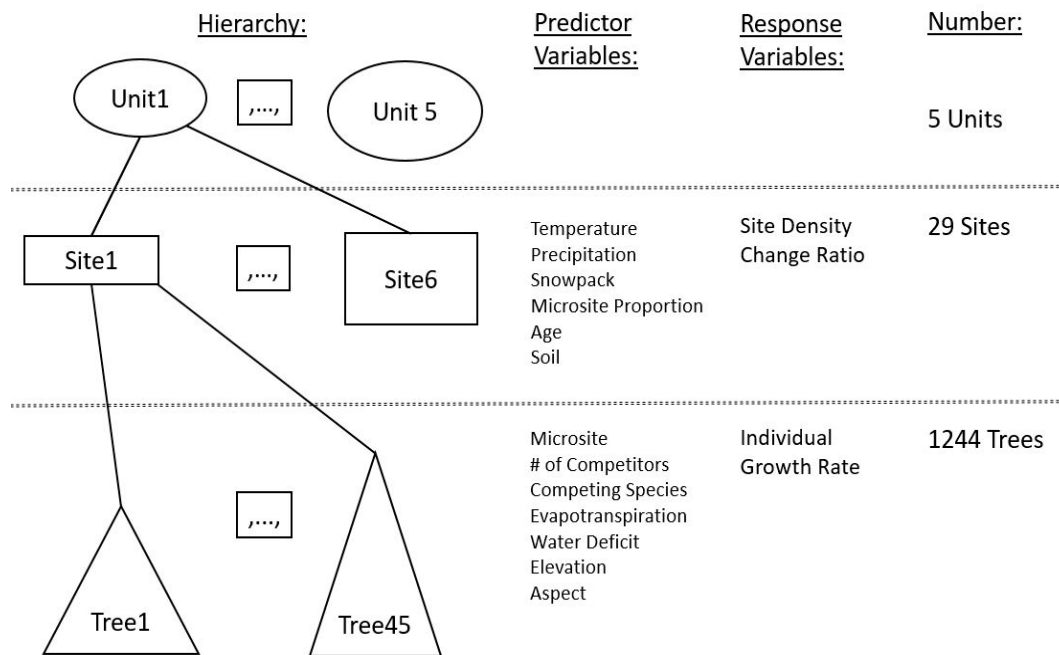 Hierarchy:
Predictor
Variables:
Response
Variables:
Number:
Unit1
,...,
Unit 5
5 Units
Site1
,...,
Site6
Temperature
Precipitation
Snowpack
Microsite Proportion
Age
Soil
Site Density
Change Ratio
29 Sites
Tree1
,...,
Tree45
Microsite
# of Competitors
Competing Species
Evapotranspiration
Water Deficit
Elevation
Aspect
Individual
Growth Rate
1244 Trees